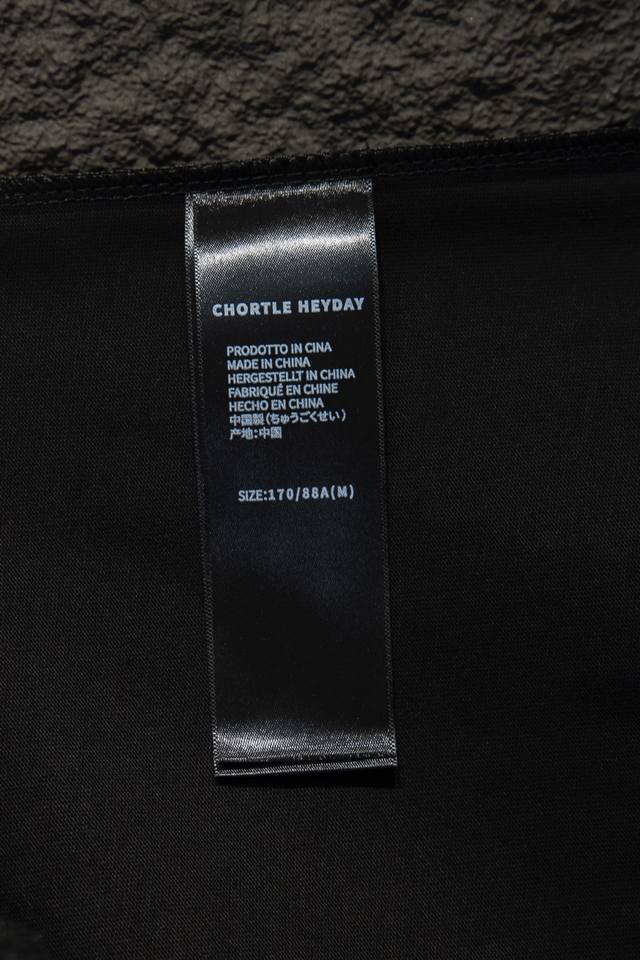 CHORTLE HEYDAY
PRODOTTO IN CINA
MADE IN CHINA
HERGESTELLT IN CHINA
FABRIQUÉ EN CHINE
HECHO EN CHINA
中国製(ちゅうごくせい)
产地:中国
SIZE:170/88A(M)